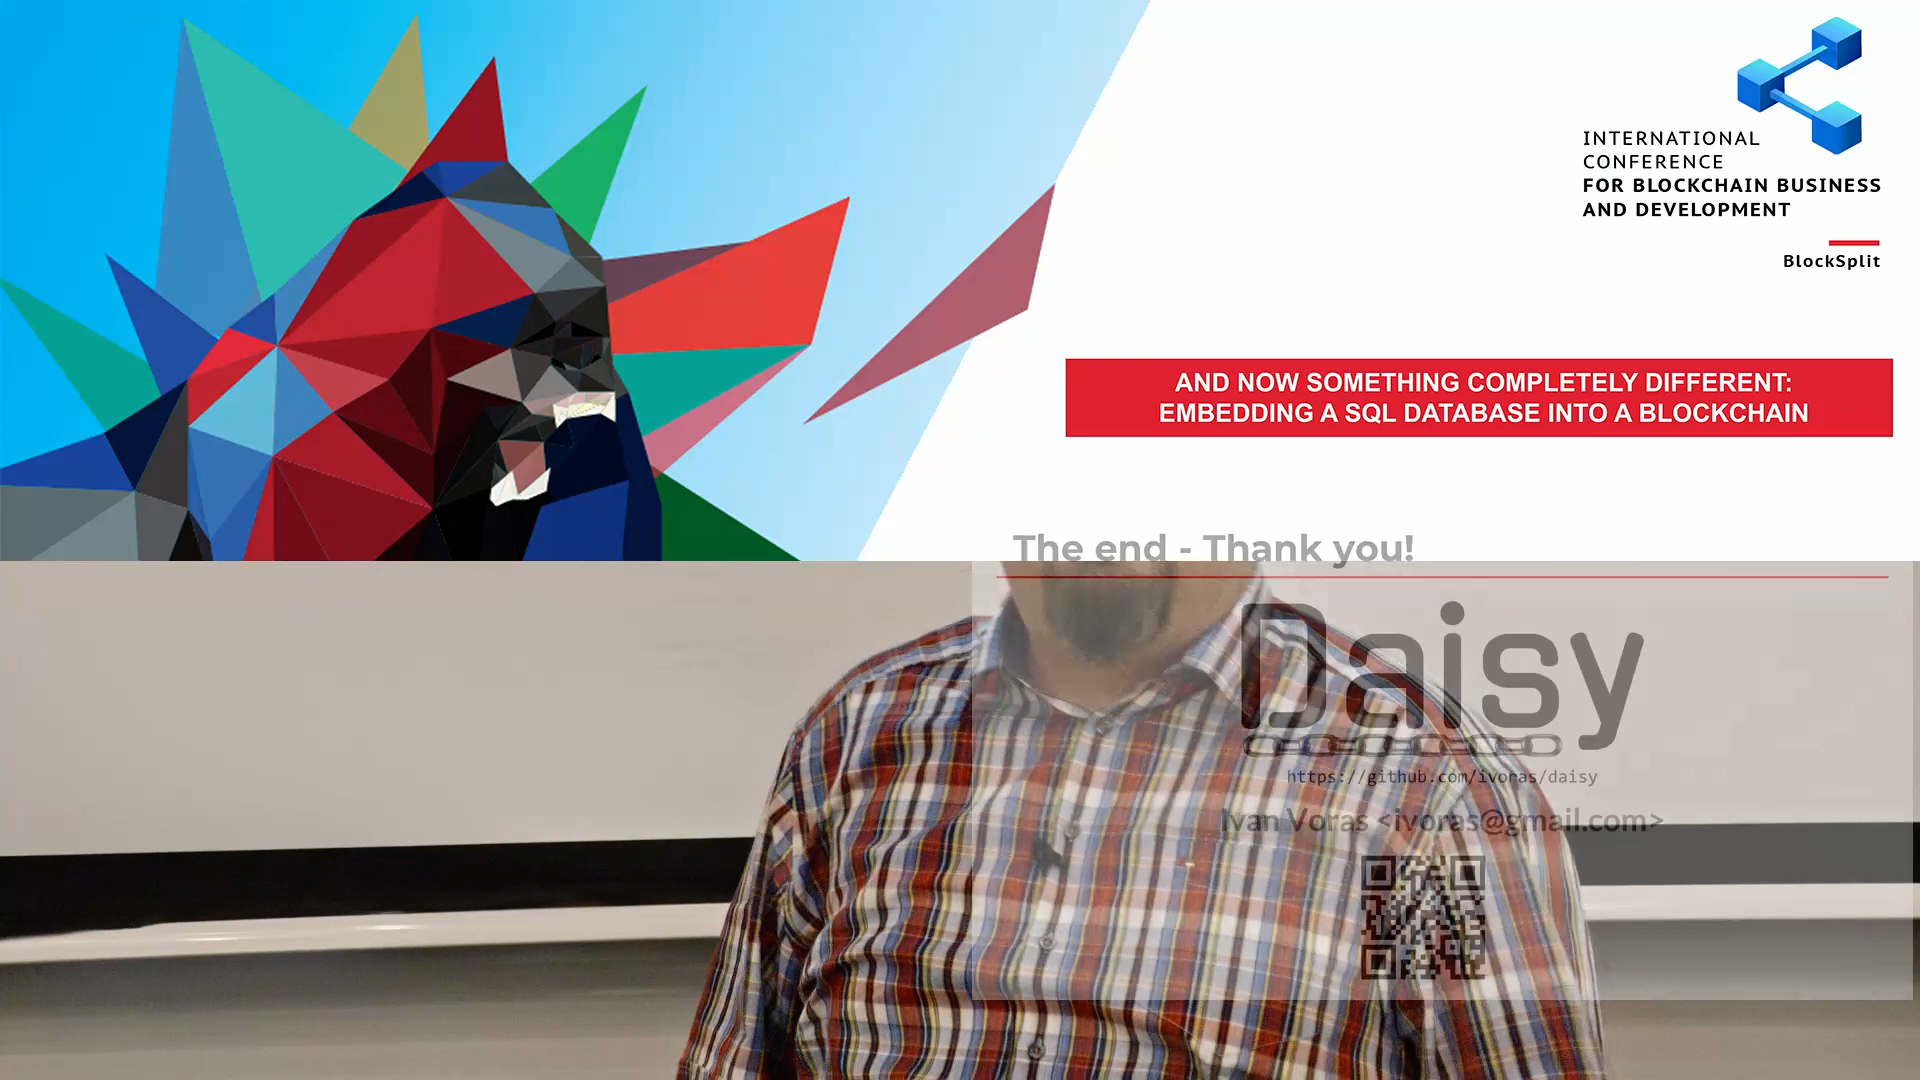 INTERNATIONAL
CONFERENCE
FOR BLOCKCHAIN BUSINESS
AND DEVELOPMENT
BlockSplit
AND NOW SOMETHING COMPLETELY DIFFERENT:
EMBEDDING A SQL DATABASE INTO A BLOCKCHAIN
The end - Thank you!
Daisy
https://github.com/ivoras/daisy
Ivan Voras <ivoras@gmail.com>